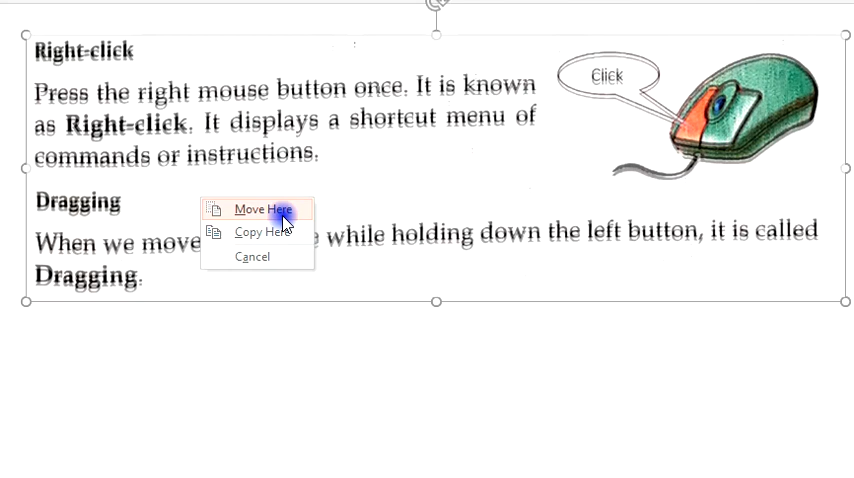 Right-click
Press the right mouse button once. It is known
as Right-click. It displays a shortcut menu of
commands or instructions.
Click
Dragging
Move Here
Copy Here
Cancel
When we move while holding down the left button, it is called
Dragging.